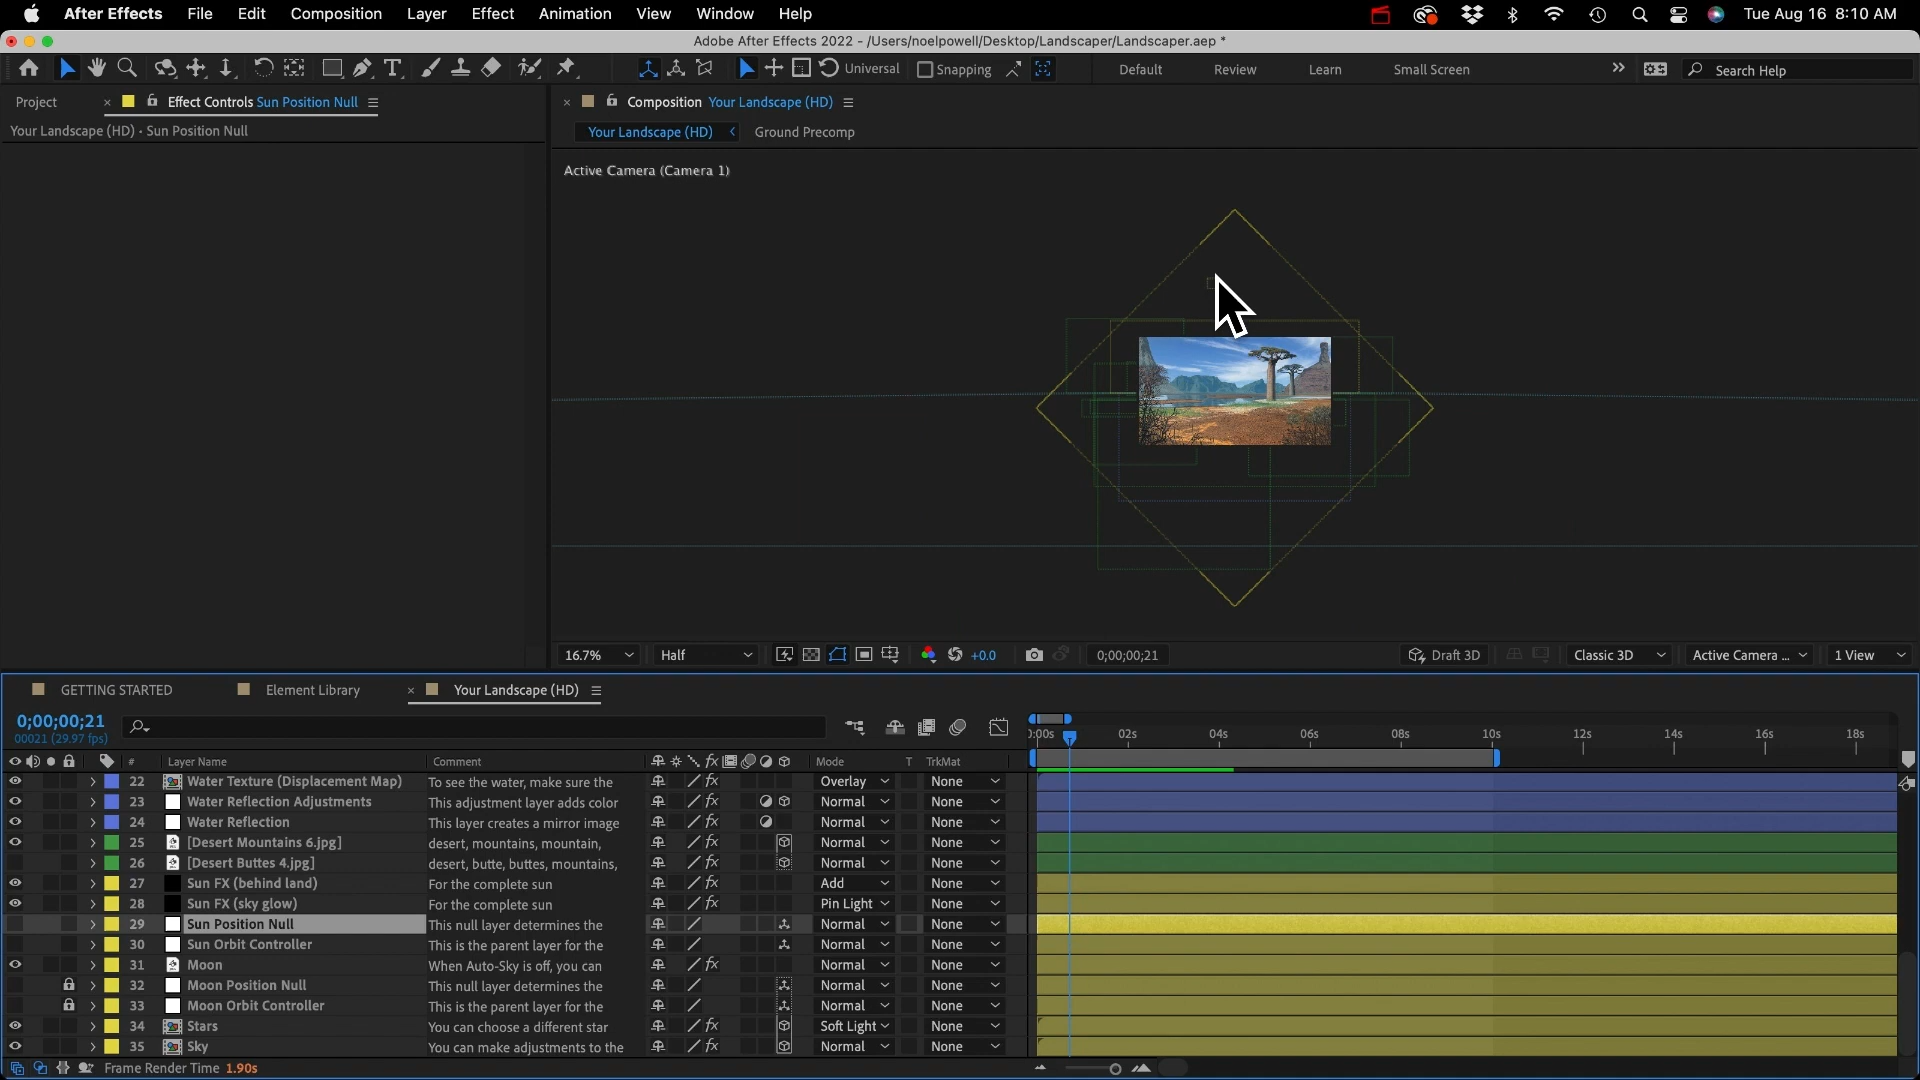 After Effects File Edit Composition Layer Effect Animation View Window Help Tue Aug 16 8:10 AM
Adobe After Effects 2022 - /Users/noelpowell/Desktop/Landscaper/Landscaper.aep *
Universal Snapping Default Review Learn Small Screen Search Help
Project Effect Controls Sun Position Null Composition Your Landscape (HD)
Your Landscape (HD) • Sun Position Null Your Landscape (HD) Ground Precomp
Active Camera (Camera 1)
16.7% Half +0.0 0;00;00;21 Draft 3D Classic 3D Active Camera ... 1 View
GETTING STARTED Element Library Your Landscape (HD)
0;00;00;21
00021 (29.97 fps)
):00s 02s 04s 06s 08s 10s 12s 14s 16s 18s
# Layer Name Comment Mode T TrkMat
22 Water Texture (Displacement Map) To see the water, make sure the Overlay None
23 Water Reflection Adjustments This adjustment layer adds color Normal None
24 Water Reflection This layer creates a mirror image Normal None
25 [Desert Mountains 6.jpg] desert, mountains, mountain, Normal None
26 [Desert Buttes 4.jpg] desert, butte, buttes, mountains, Normal None
27 Sun FX (behind land) For the complete sun Add None
28 Sun FX (sky glow) For the complete sun Pin Light None
29 Sun Position Null This null layer determines the Normal None
30 Sun Orbit Controller This is the parent layer for the Normal None
31 Moon When Auto-Sky is off, you can Normal None
32 Moon Position Null This null layer determines the Normal None
33 Moon Orbit Controller This is the parent layer for the Normal None
34 Stars You can choose a different star Soft Light None
35 Sky You can make adjustments to the Normal None
Frame Render Time 1.90s